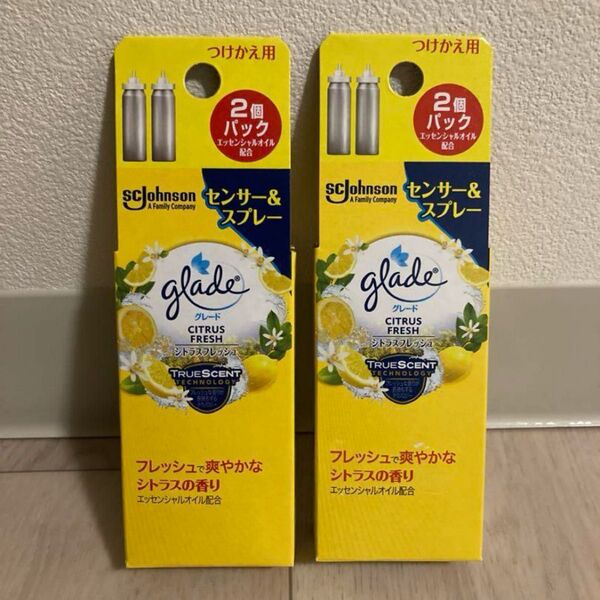 つけかえ用
2個
パック
エッセンシャルオイル
配合
SCJohnson
A Family Company
センサー&
スプレー
glade®
グレード
CITRUS
FRESH
シトラスフレッシュ
TRUESCENT
TECHNOLOGY
フレッシュで爽やかな
シトラスの香り
エッセンシャルオイル配合
つけかえ用
2個
パック
エッセンシャルオイル
配合
SCJohnson
A Family Company
センサー&
スプレー
glade®
グレード
CITRUS
FRESH
シトラスフレッシュ
TRUESCENT
TECHNOLOGY
フレッシュで爽やかな
シトラスの香り
エッセンシャルオイル配合